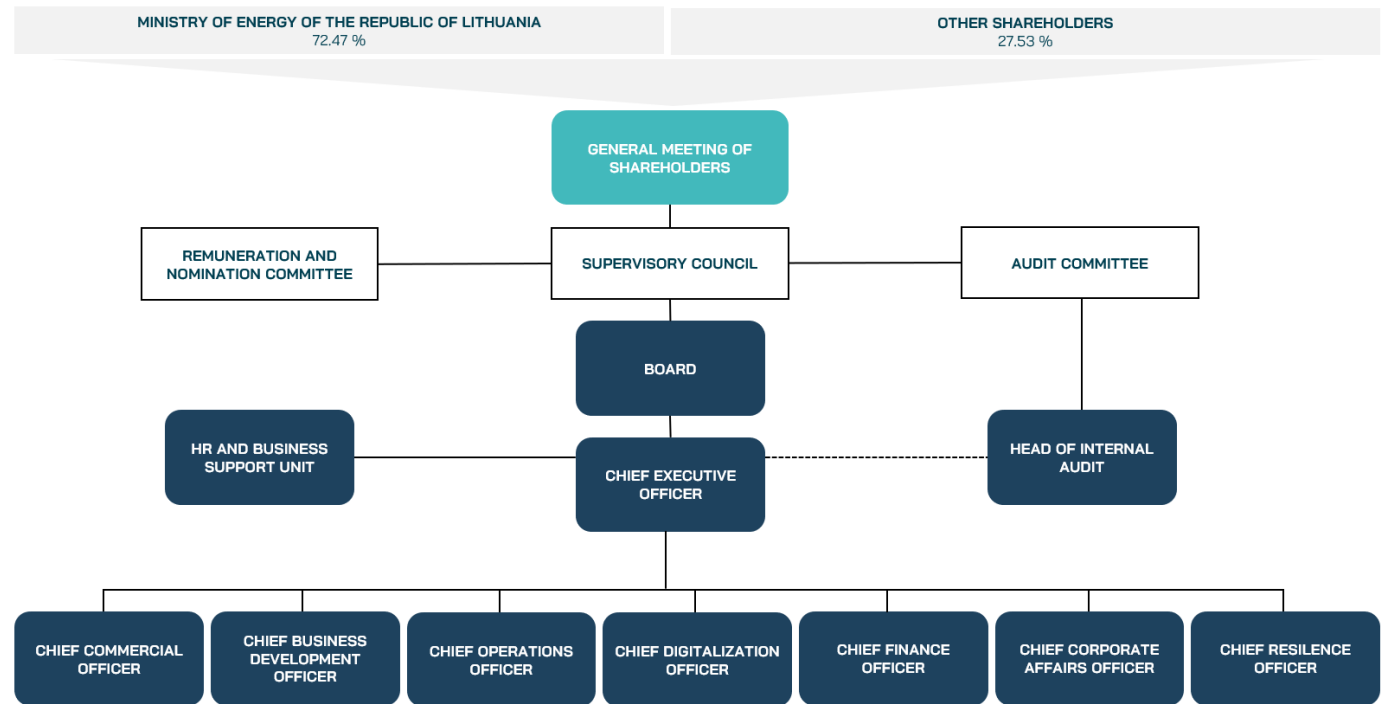 MINISTRY OF ENERGY OF THE REPUBLIC OF LITHUANIA
72.47 %
OTHER SHAREHOLDERS
27.53 %
GENERAL MEETING OF
SHAREHOLDERS
REMUNERATION AND
NOMINATION COMMITTEE
SUPERVISORY COUNCIL
AUDIT COMMITTEE
BOARD
HR AND BUSINESS
SUPPORT UNIT
CHIEF EXECUTIVE
OFFICER
HEAD OF INTERNAL
AUDIT
CHIEF COMMERCIAL
OFFICER
CHIEF BUSINESS
DEVELOPMENT
OFFICER
CHIEF OPERATIONS
OFFICER
CHIEF DIGITALIZATION
OFFICER
CHIEF FINANCE
OFFICER
CHIEF CORPORATE
AFFAIRS OFFICER
CHIEF RESILENCE
OFFICER